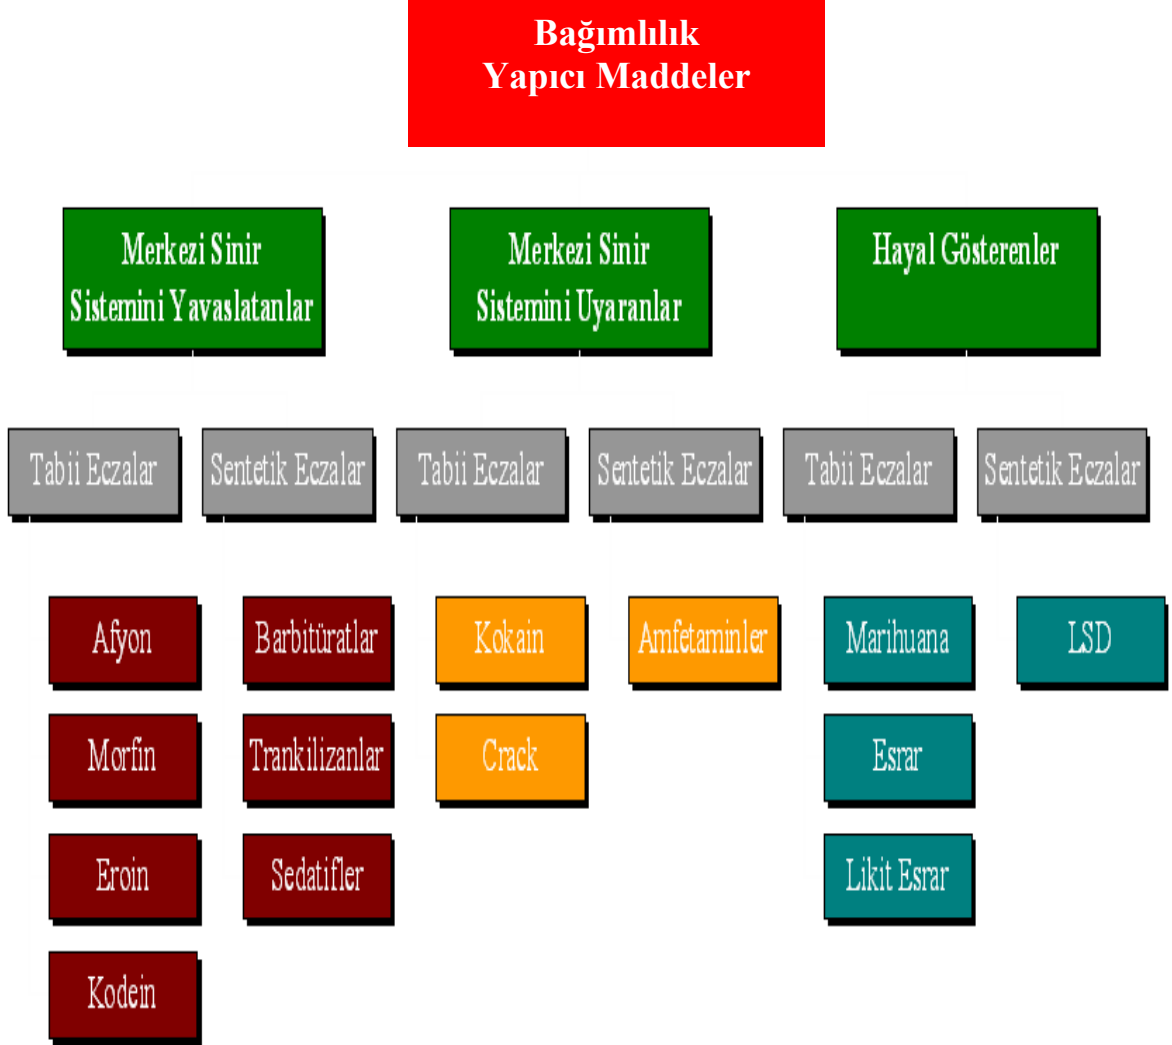 Bağımlılık
Yapıcı Maddeler
Merkezi Sinir
Sistemini Yavaslatanlar
Merkezi Sinir
Sistemini Uyaranlar
Hayal Gösterenler
Tabii Eczalar
Sentetik Eczalar
Tabii Eczalar
Sentetik Eczalar
Tabii Eczalar
Sentetik Eczalar
Afyon
Barbitüratlar
Kokain
Amfetaminler
Marihuana
LSD
Morfin
Trankilizanlar
Crack
Esrar
Eroin
Sedatifler
Likit Esrar
Kodein